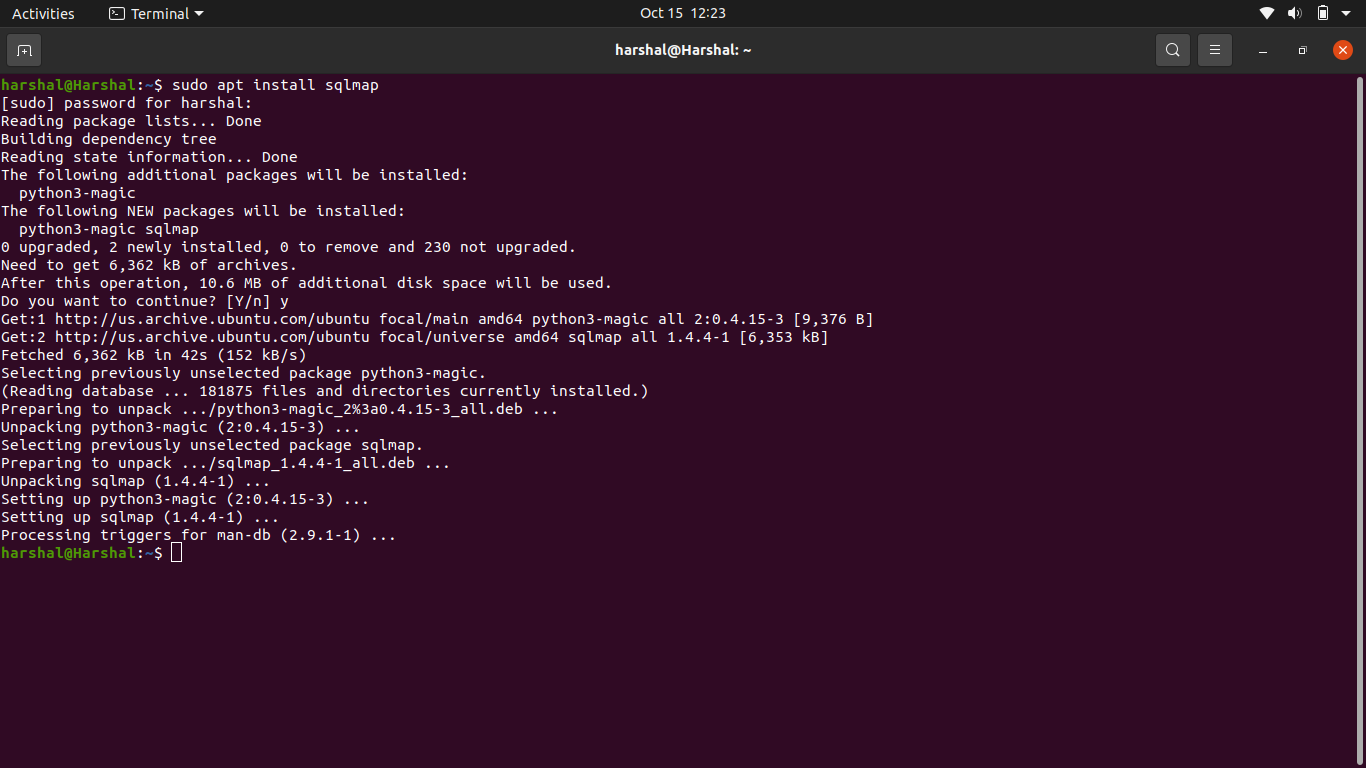 Activities Terminal Oct 15 12:23
harshal@Harshal: ~
harshal@Harshal:~$ sudo apt install sqlmap
[sudo] password for harshal:
Reading package lists... Done
Building dependency tree
Reading state information... Done
The following additional packages will be installed:
  python3-magic
The following NEW packages will be installed:
  python3-magic sqlmap
0 upgraded, 2 newly installed, 0 to remove and 230 not upgraded.
Need to get 6,362 kB of archives.
After this operation, 10.6 MB of additional disk space will be used.
Do you want to continue? [Y/n] y
Get:1 http://us.archive.ubuntu.com/ubuntu focal/main amd64 python3-magic all 2:0.4.15-3 [9,376 B]
Get:2 http://us.archive.ubuntu.com/ubuntu focal/universe amd64 sqlmap all 1.4.4-1 [6,353 kB]
Fetched 6,362 kB in 42s (152 kB/s)
Selecting previously unselected package python3-magic.
(Reading database ... 181875 files and directories currently installed.)
Preparing to unpack .../python3-magic_2%3a0.4.15-3_all.deb ...
Unpacking python3-magic (2:0.4.15-3) ...
Selecting previously unselected package sqlmap.
Preparing to unpack .../sqlmap_1.4.4-1_all.deb ...
Unpacking sqlmap (1.4.4-1) ...
Setting up python3-magic (2:0.4.15-3) ...
Setting up sqlmap (1.4.4-1) ...
Processing triggers for man-db (2.9.1-1) ...
harshal@Harshal:~$